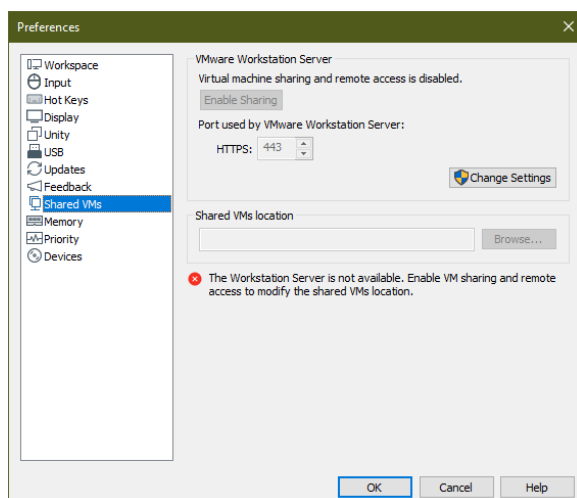 Preferences
Workspace
Input
Hot Keys
Display
Unity
USB
Updates
Feedback
Shared VMs
Memory
Priority
Devices
VMware Workstation Server
Virtual machine sharing and remote access is disabled.
Enable Sharing
Port used by VMware Workstation Server:
HTTPS: 443
Change Settings
Shared VMs location
Browse...
The Workstation Server is not available. Enable VM sharing and remote
access to modify the shared VMs location.
OK Cancel Help